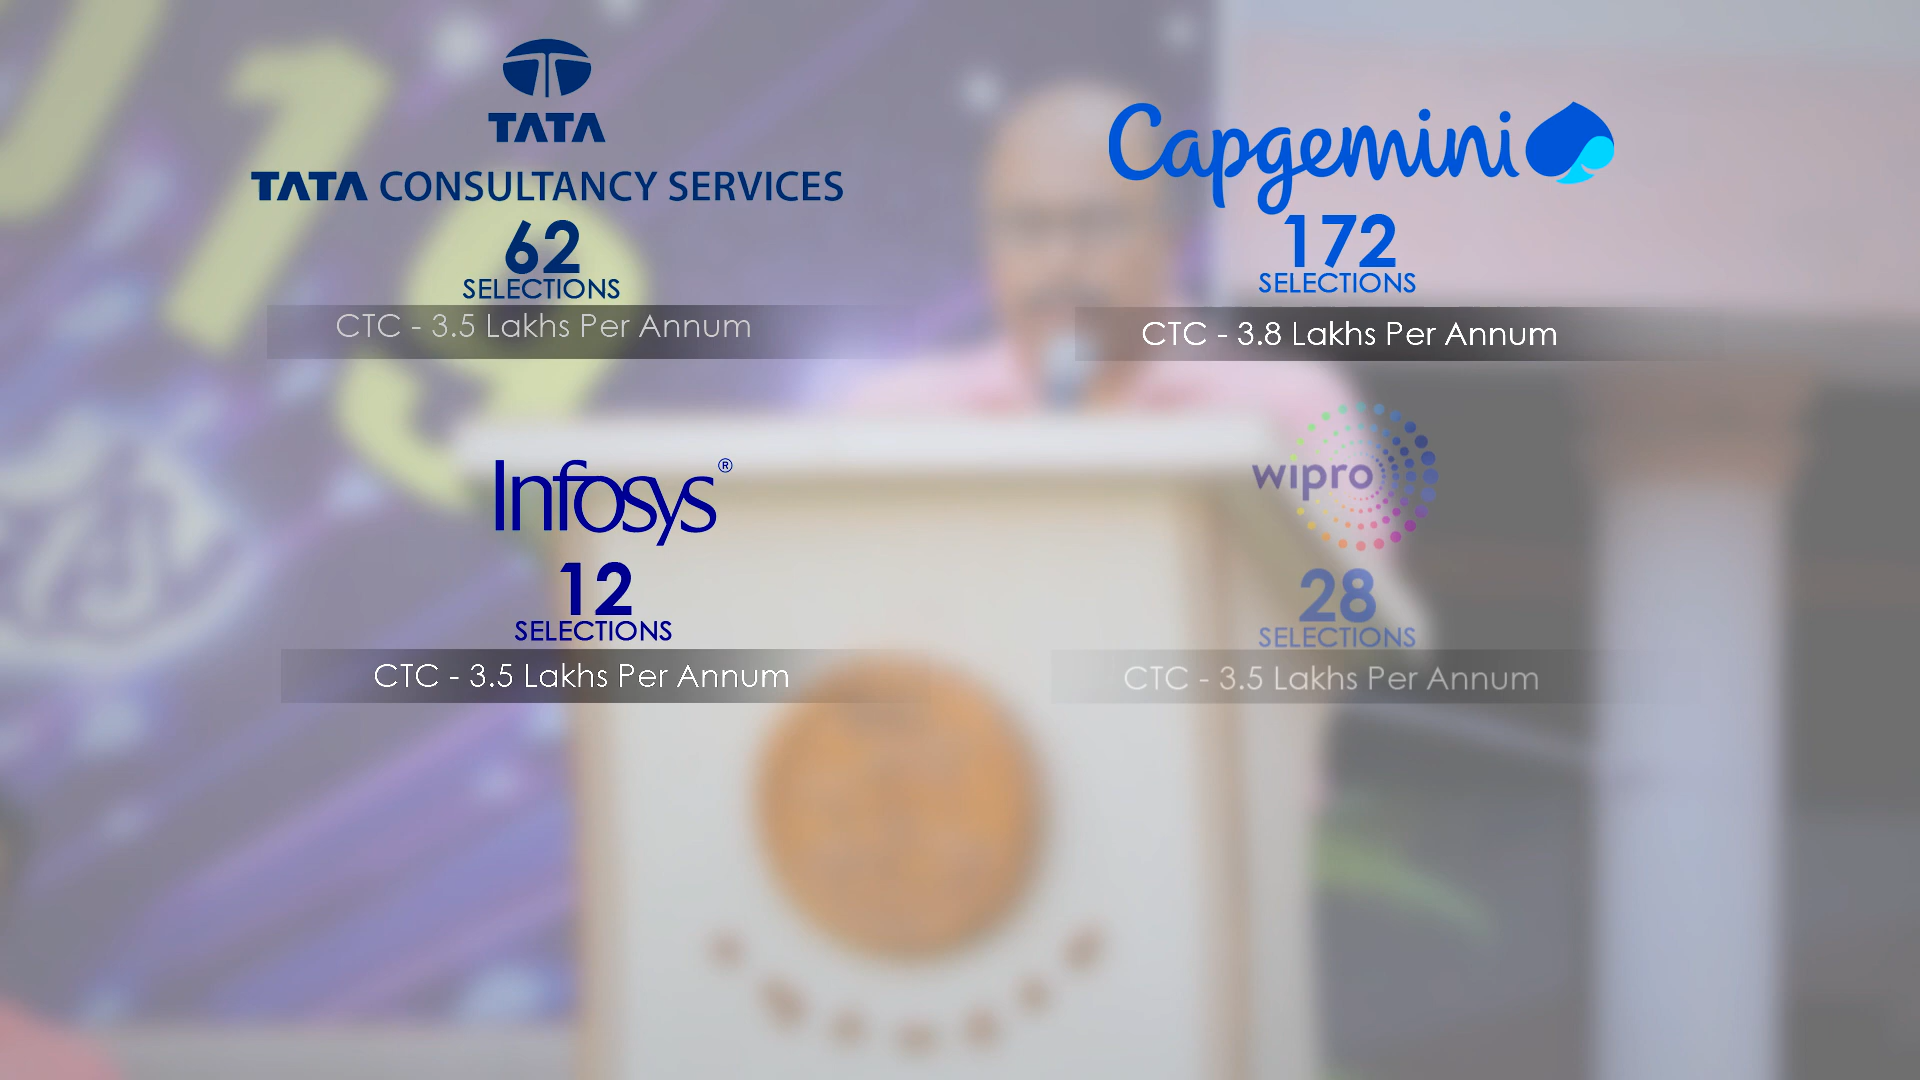 TATA
TATA CONSULTANCY SERVICES
62
SELECTIONS
CTC - 3.5 Lakhs Per Annum
Capgemini
172
SELECTIONS
CTC - 3.8 Lakhs Per Annum
Infosys®
12
SELECTIONS
CTC - 3.5 Lakhs Per Annum
wipro
28
SELECTIONS
CTC - 3.5 Lakhs Per Annum